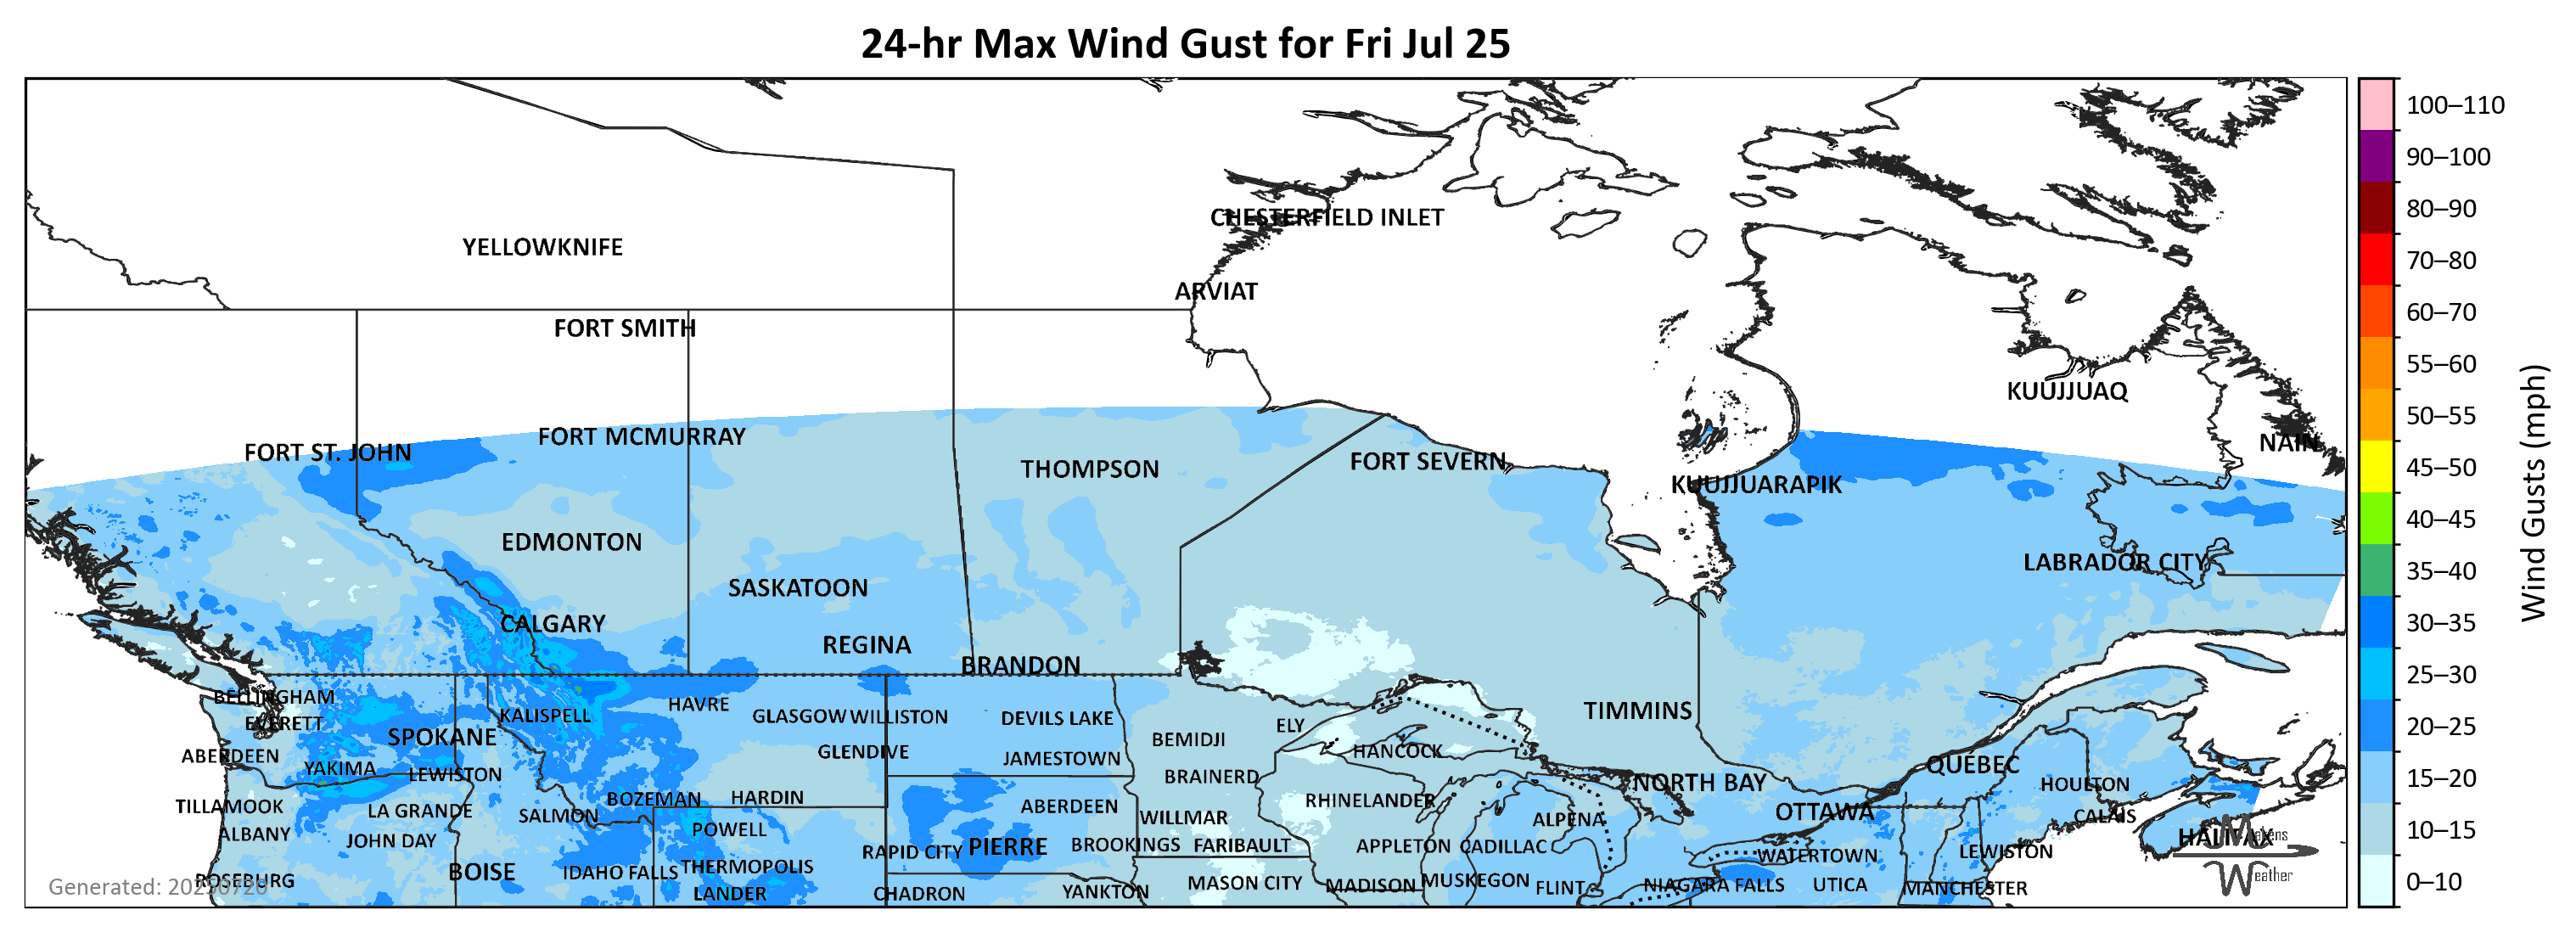 24-hr Max Wind Gust for Fri Jul 25
100–110
90–100
80–90
70–80
60–70
55–60
50–55
45–50
40–45
35–40
30–35
25–30
20–25
15–20
10–15
0–10
Wind Gusts (mph)
CHESTERFIELD INLET
YELLOWKNIFE
ARVIAT
FORT SMITH
KUUJJUAQ
FORT MCMURRAY
NAIN
FORT ST. JOHN
FORT SEVERN
THOMPSON
KUUJJUARAPIK
EDMONTON
LABRADOR CITY
SASKATOON
CALGARY
REGINA
BRANDON
BELLINGHAM
HAVRE
TIMMINS
KALISPELL
GLASGOW
WILLISTON
DEVILS LAKE
EVERETT
ELY
SPOKANE
BEMIDJI
HANCOCK
GLENDIVE
ABERDEEN
JAMESTOWN
QUÉBEC
YAKIMA
LEWISTON
BRAINERD
NORTH BAY
HOULTON
BOZEMAN
HARDIN
RHINELANDER
TILLAMOOK
LA GRANDE
ABERDEEN
OTTAWA
SALMON
CALAIS
WILLMAR
ALPENA
POWELL
ALBANY
HALIFAX
JOHN DAY
BROOKINGS
FARIBAULT
APPLETON
CADILLAC
PIERRE
RAPID CITY
LEWISTON
WATERTOWN
THERMOPOLIS
IDAHO FALLS
BOISE
ROSEBURG
MUSKEGON
MASON CITY
MADISON
NIAGARA FALLS
UTICA
FLINT
MANCHESTER
YANKTON
LANDER
CHADRON
Generated: 20250720
Makens
Weather